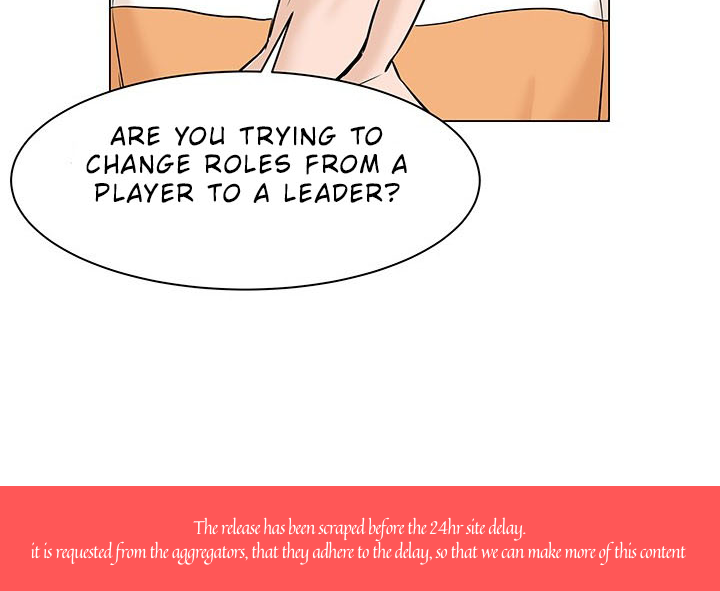 ARE YOU TRYING TO
CHANGE ROLES FROM A
PLAYER TO A LEADER?
The release has been scraped before the 24hr site delay.
it is requested from the aggregators, that they adhere to the delay, so that we can make more of this content